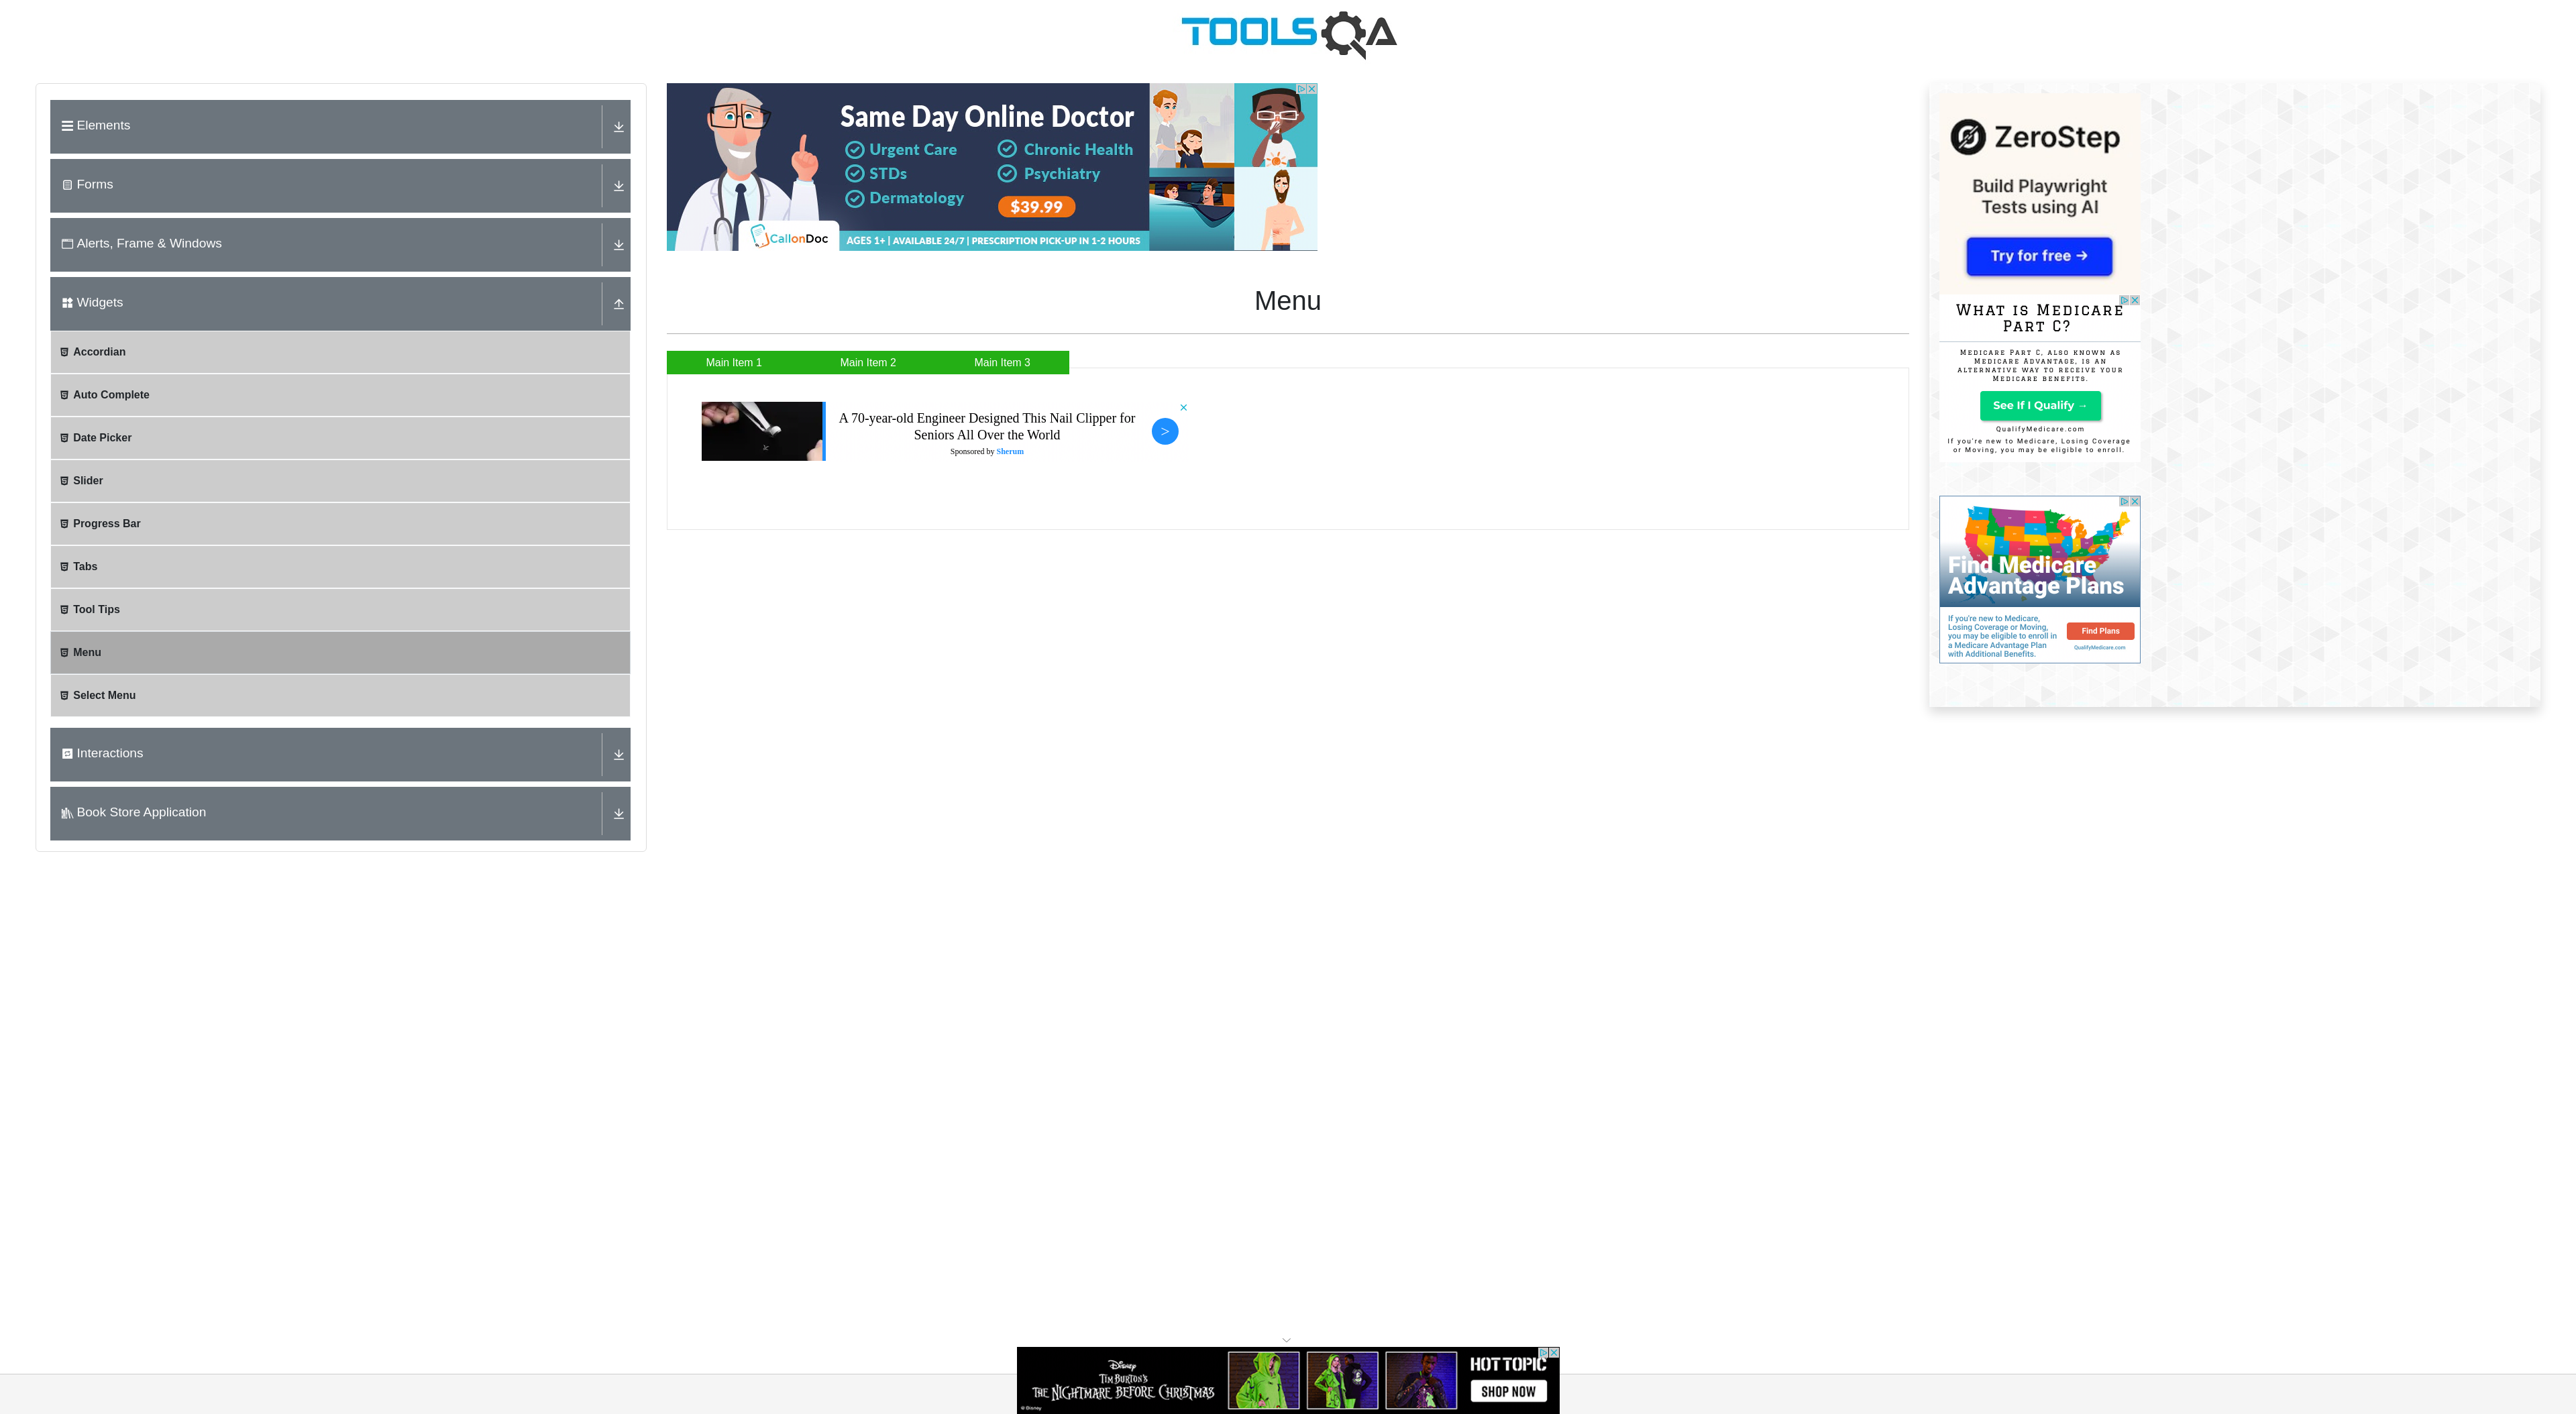 TOOLSQA
Elements
Forms
Alerts, Frame & Windows
Widgets
Accordian
Auto Complete
Date Picker
Slider
Progress Bar
Tabs
Tool Tips
Menu
Select Menu
Interactions
Book Store Application
Same Day Online Doctor
Urgent Care
Chronic Health
STDs
Psychiatry
Dermatology
$39.99
CallonDoc
AGES 1+ | AVAILABLE 24/7 | PRESCRIPTION PICK-UP IN 1-2 HOURS
Menu
Main Item 1
Main Item 2
Main Item 3
A 70-year-old Engineer Designed This Nail Clipper for
Seniors All Over the World
Sponsored by Sherum
>
ZeroStep
Build Playwright
Tests using AI
Try for free →
What is Medicare
Part C?
Medicare Part C, also known as
Medicare Advantage, is an
alternative way to receive your
Medicare benefits.
See If I Qualify →
QualifyMedicare.com
If you're new to Medicare, Losing Coverage
or Moving, you may be eligible to enroll.
Find Medicare
Advantage Plans
If you're new to Medicare,
Losing Coverage or Moving,
you may be eligible to enroll in
a Medicare Advantage Plan
with Additional Benefits.
Find Plans
QualifyMedicare.com
Disney
TIM BURTON'S
THE NIGHTMARE BEFORE CHRISTMAS
© Disney
HOT TOPIC
SHOP NOW